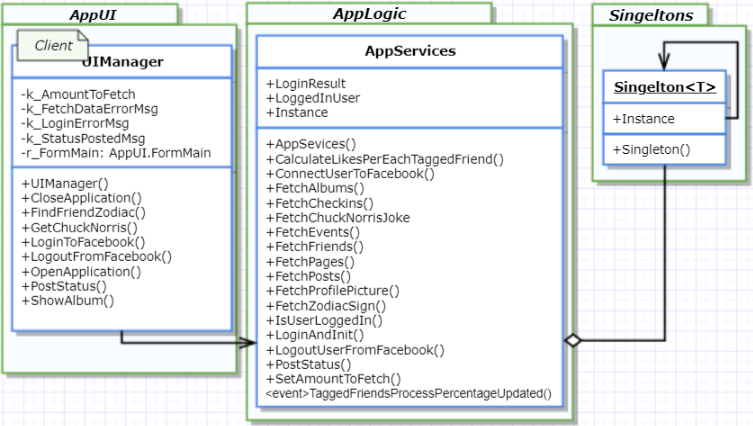 AppUI
Client
UIManager
-k_AmountToFetch
-k_FetchDataErrorMsg
-k_LoginErrorMsg
-k_StatusPostedMsg
-r_FormMain: AppUI.FormMain
+UIManager()
+CloseApplication()
+FindFriendZodiac()
+GetChuckNorris()
+LoginToFacebook()
+LogoutFromFacebook()
+OpenApplication()
+PostStatus()
+ShowAlbum()
AppLogic
AppServices
+LoginResult
+LoggedInUser
+Instance
+AppSevices()
+CalculateLikesPerEachTaggedFriend()
+ConnectUserToFacebook()
+FetchAlbums()
+FetchCheckins()
+FetchChuckNorrisJoke
+FetchEvents()
+FetchFriends()
+FetchPages()
+FetchPosts()
+FetchProfilePicture()
+FetchZodiacSign()
+IsUserLoggedIn()
+LoginAndInit()
+LogoutUserFromFacebook()
+PostStatus()
+SetAmountToFetch()
<event>TaggedFriendsProcessPercentageUpdated()
Singeltons
Singelton<T>
+Instance
+Singleton()